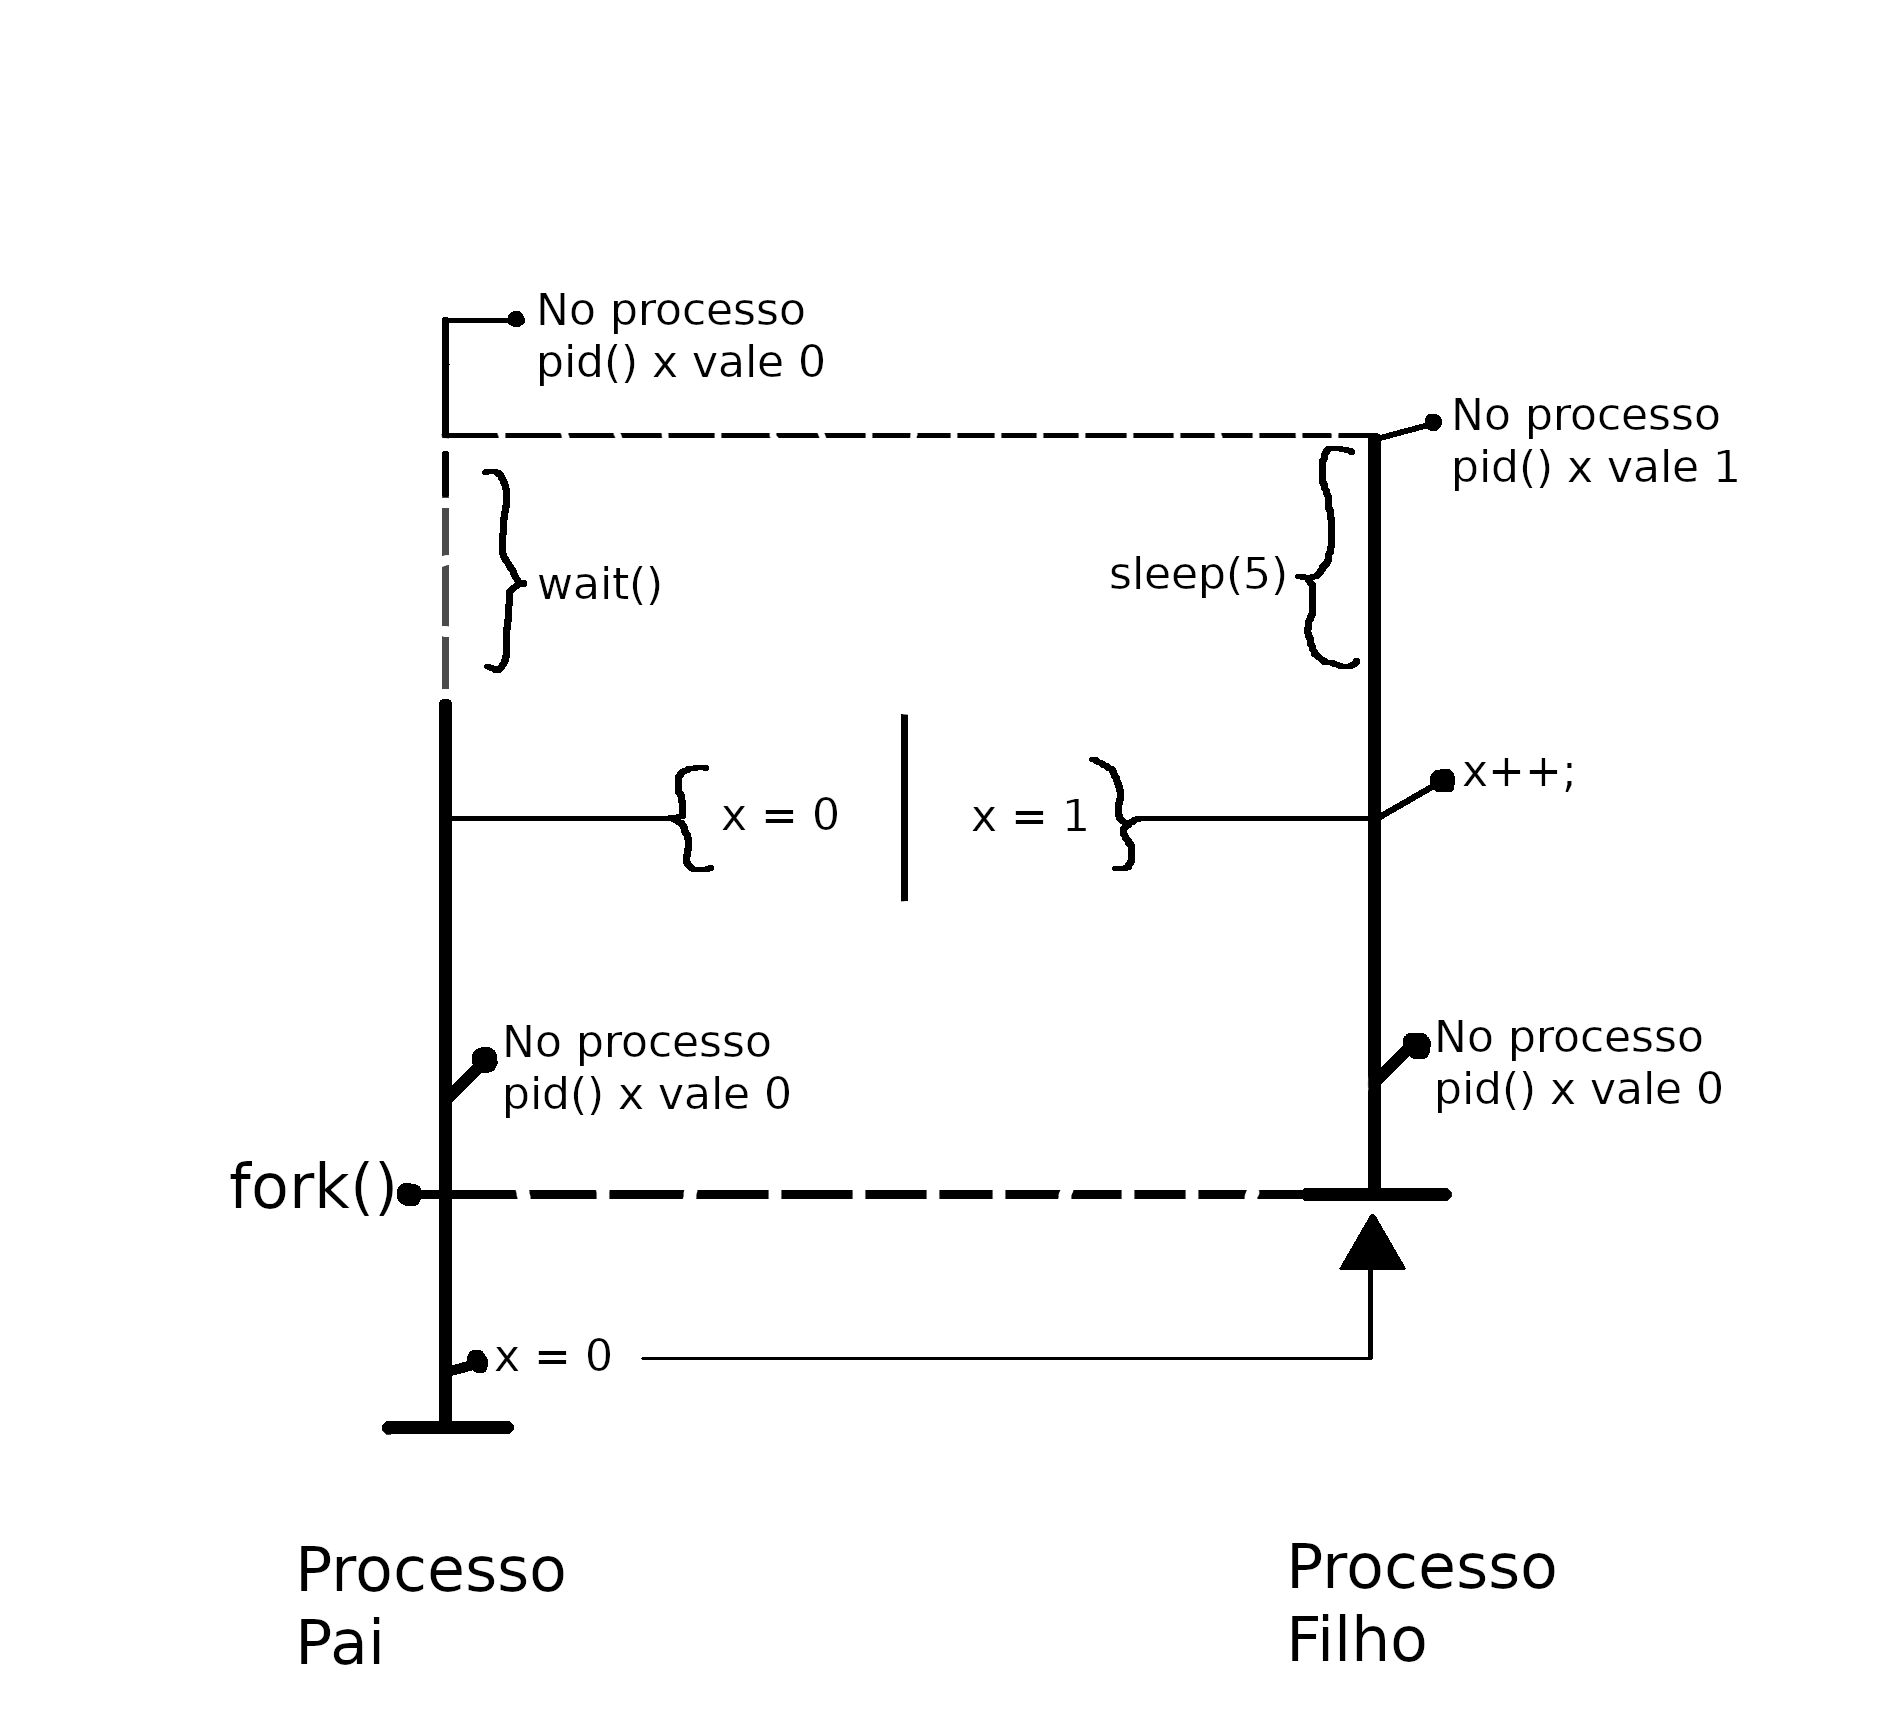 No processo
pid() x vale 0
No processo
pid() x vale 1
wait()
sleep(5)
x++;
x = 0
x = 1
No processo
pid() x vale 0
No processo
pid() x vale 0
fork()
x = 0
Processo
Pai
Processo
Filho